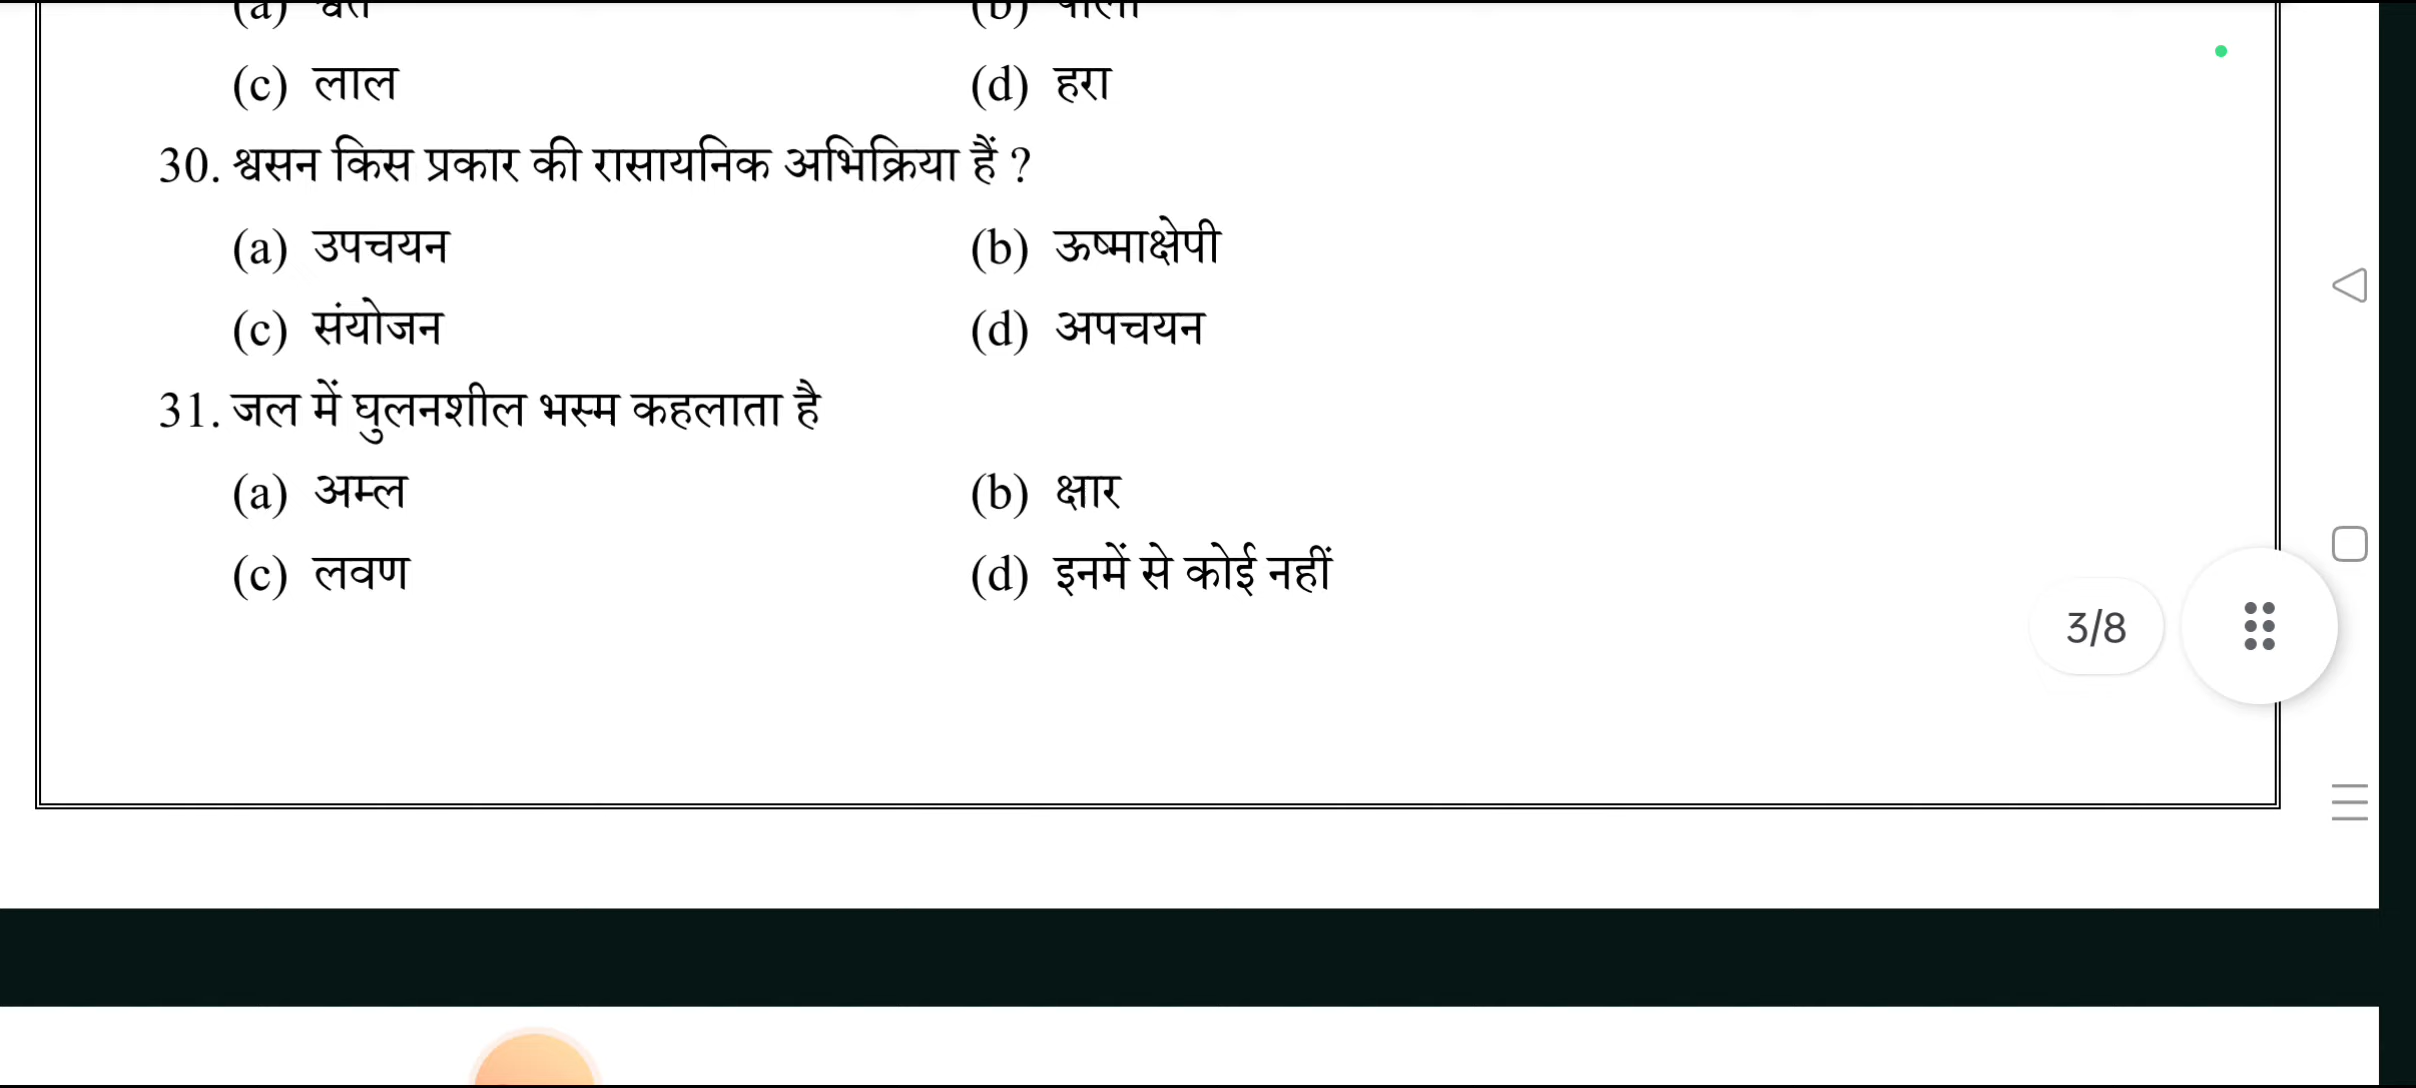 (c) लाल (d) हरा
30. श्वसन किस प्रकार की रासायनिक अभिक्रिया हैं ?
(a) उपचयन (b) ऊष्माक्षेपी
(c) संयोजन (d) अपचयन
31. जल में घुलनशील भस्म कहलाता है
(a) अम्ल (b) क्षार
(c) लवण (d) इनमें से कोई नहीं
3/8